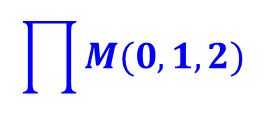 ∏ M(0, 1, 2)